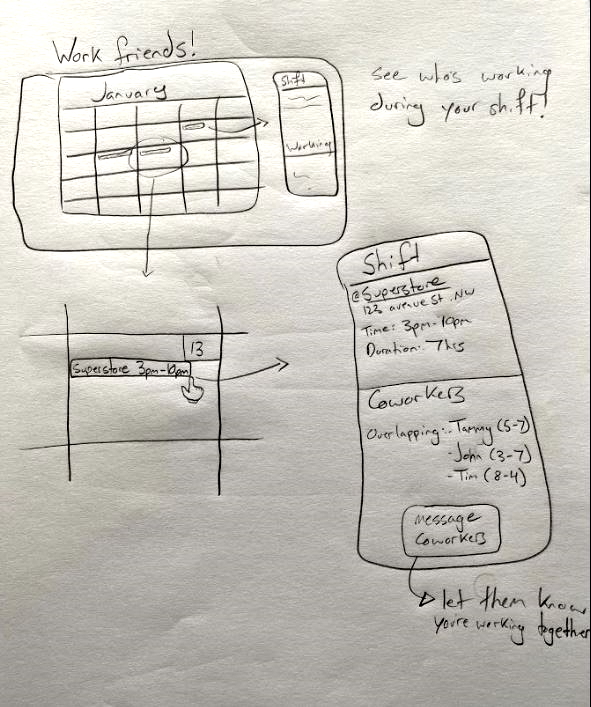 Work friends!
see who's working
during your shift!
January
Shift
Working
13
Superstore 3pm-10pm
Shift
@Superstore
123 avenue St. NW
Time: 3pm-10pm
Duration: 7hrs
Coworkers
Overlapping: - Tammy (5-7)
- John (3-7)
- Tim (8-4)
message
coworkers
let them know
you're working together